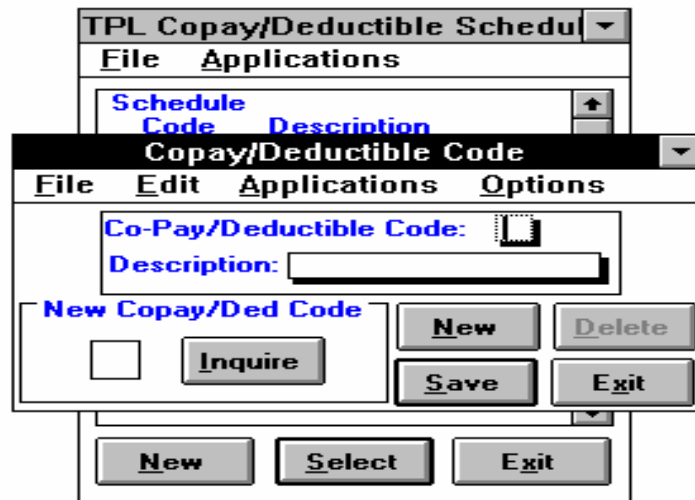 TPL Copay/Deductible Schedul
File Applications
Schedule
Code Description
Copay/Deductible Code
File Edit Applications Options
Co-Pay/Deductible Code:
Description:
New Copay/Ded Code
New Delete
Inquire
Save Exit
New Select Exit